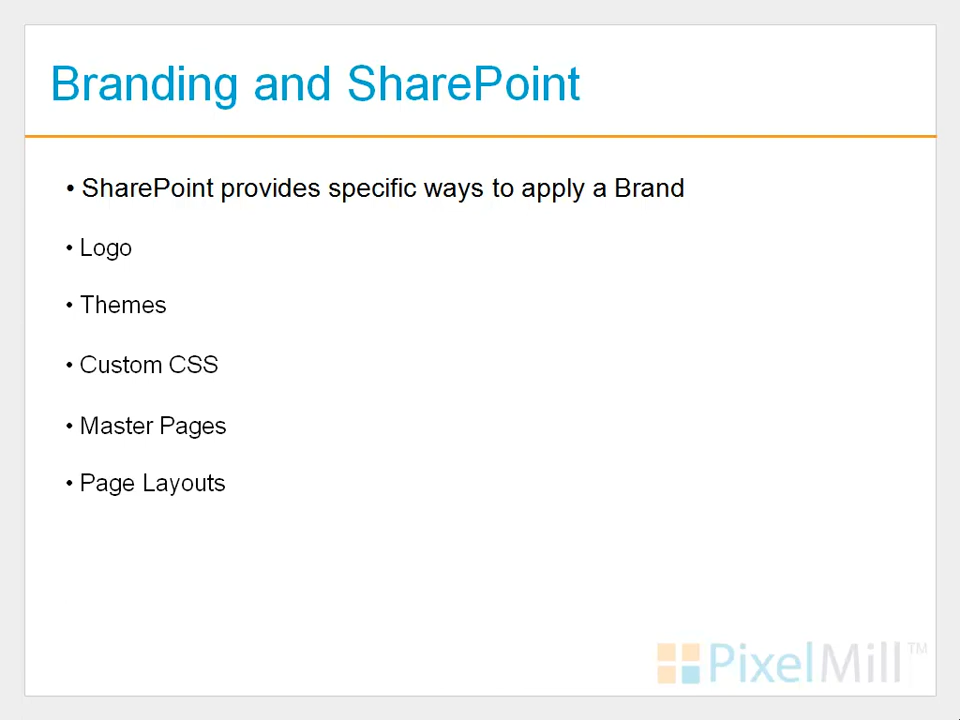 Branding and SharePoint
• SharePoint provides specific ways to apply a Brand
• Logo
• Themes
• Custom CSS
• Master Pages
• Page Layouts
PixelMill™